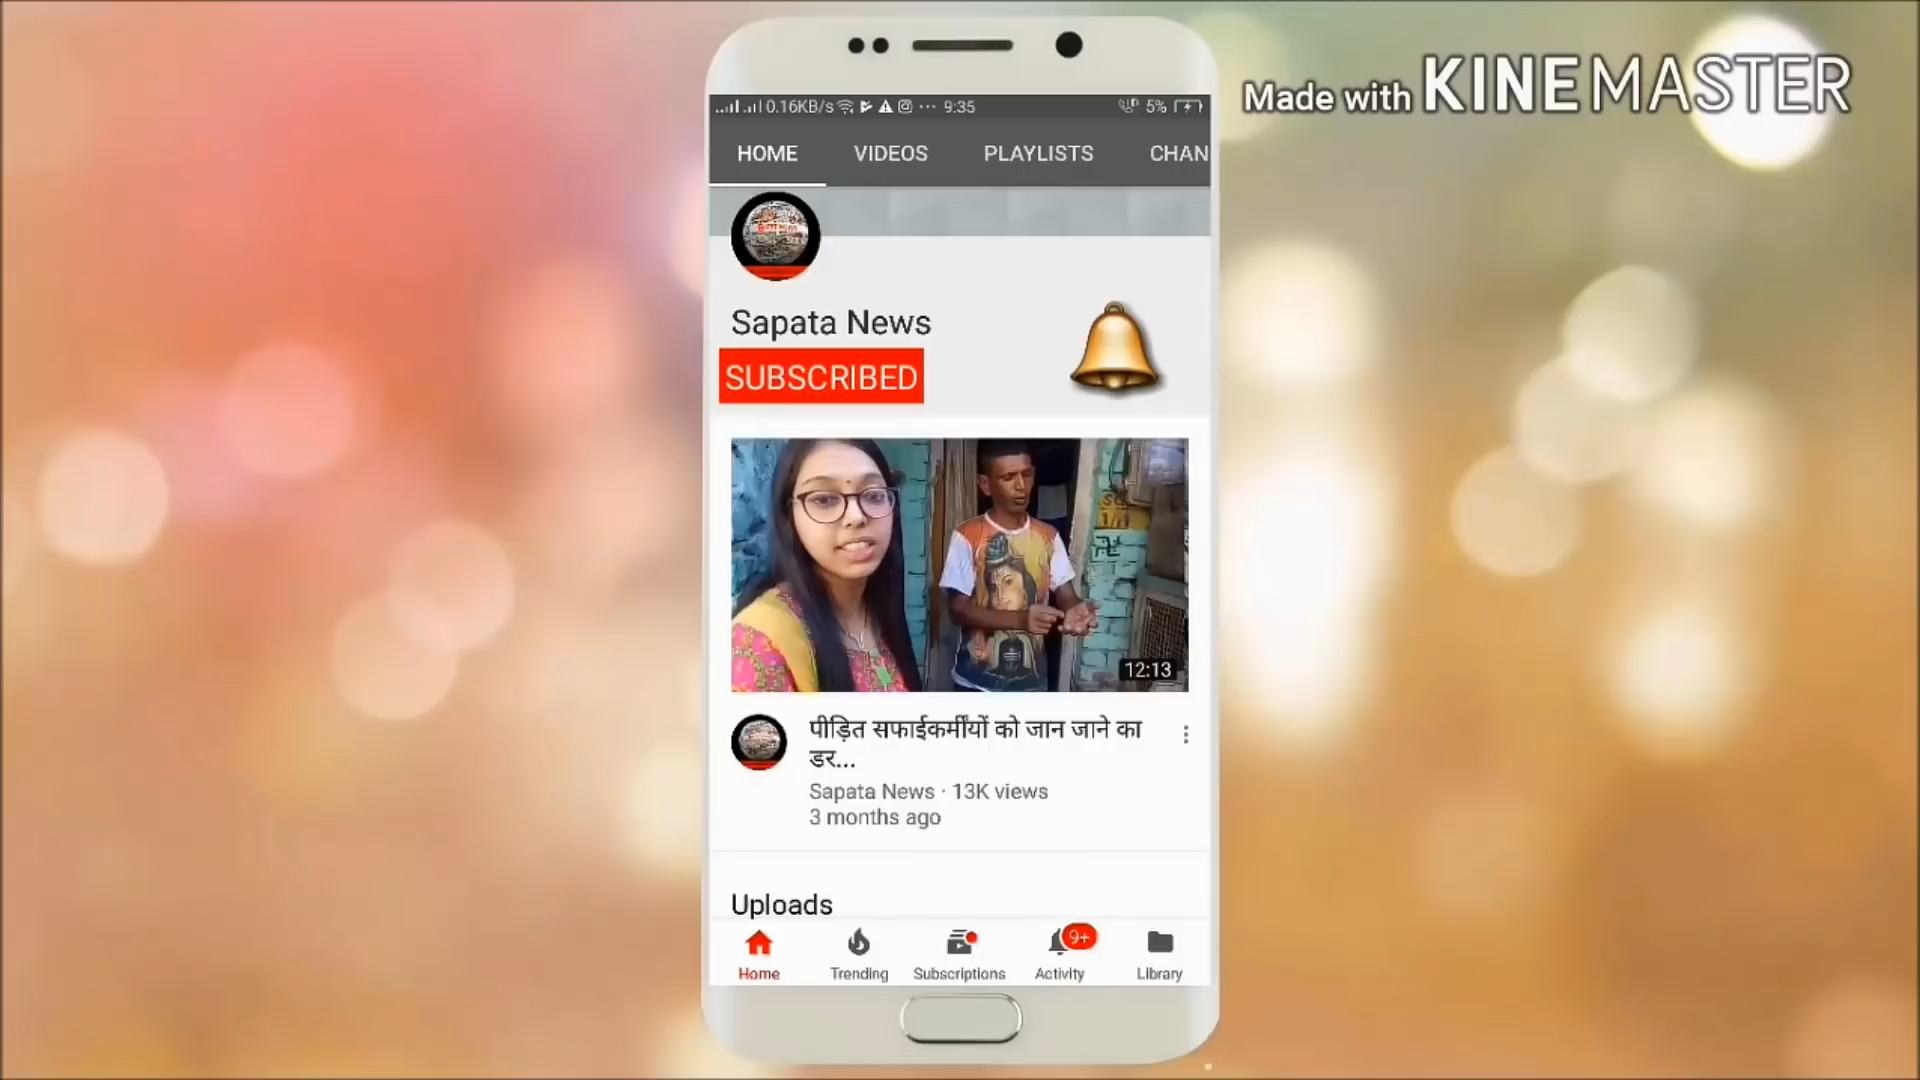 Made with KINEMASTER
0.16KB/s ... 9:35 5%
HOME VIDEOS PLAYLISTS CHAN
Sapata News
SUBSCRIBED
12:13
पीड़ित सफाईकर्मीयों को जान जाने का
डर...
Sapata News · 13K views
3 months ago
Uploads
9+
Home Trending Subscriptions Activity Library